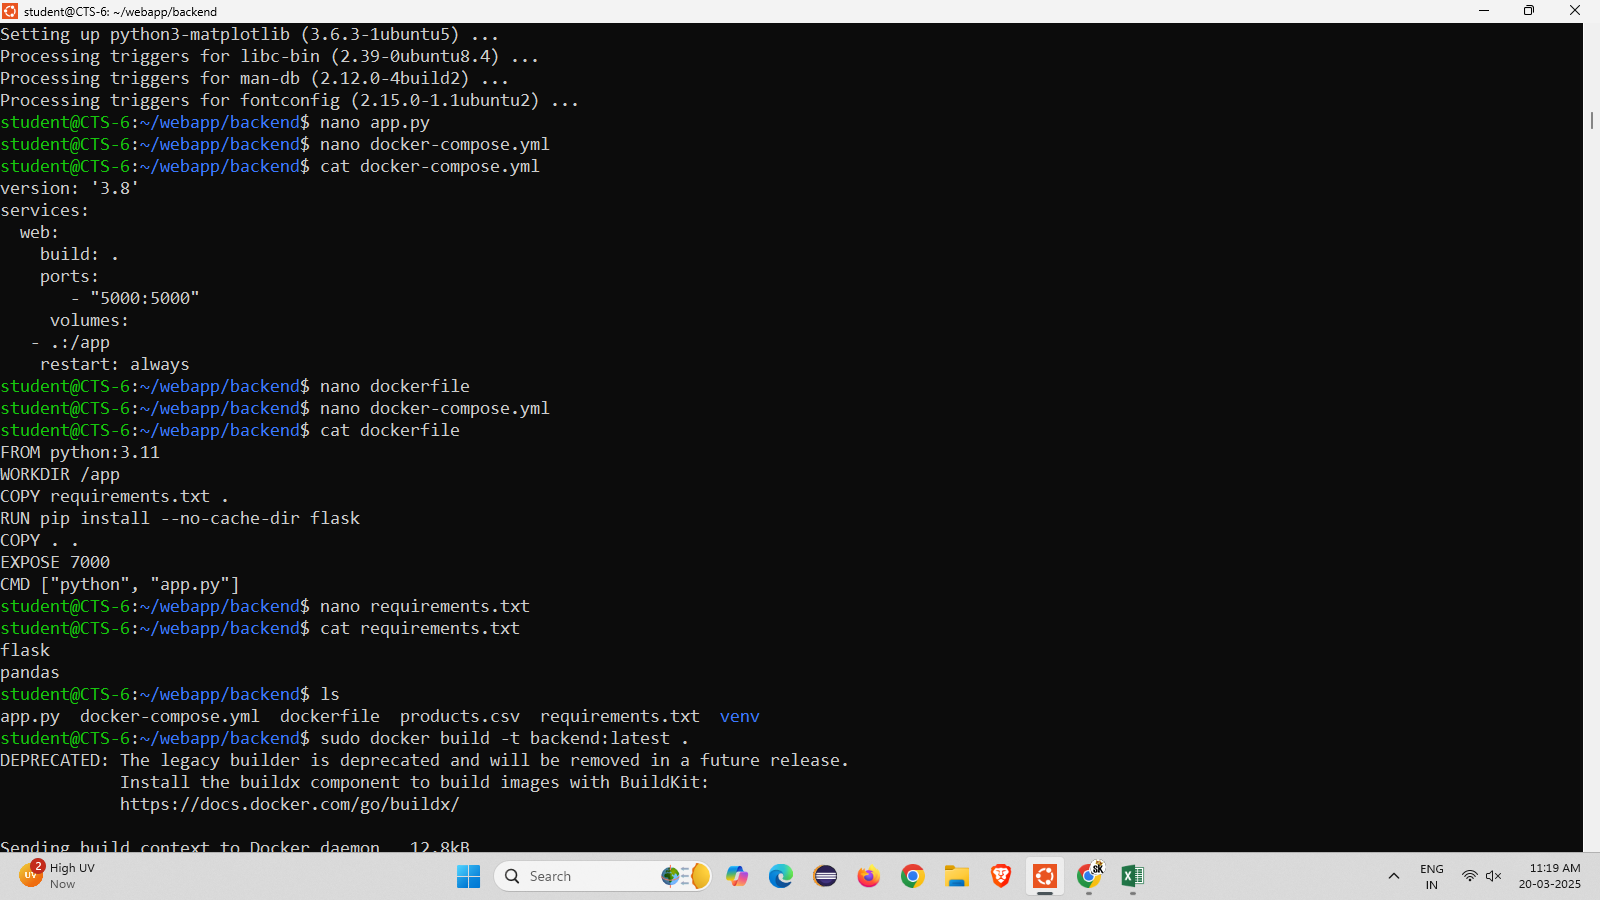 student@CTS-6: ~/webapp/backend
Setting up python3-matplotlib (3.6.3-1ubuntu5) ...
Processing triggers for libc-bin (2.39-0ubuntu8.4) ...
Processing triggers for man-db (2.12.0-4build2) ...
Processing triggers for fontconfig (2.15.0-1.1ubuntu2) ...
student@CTS-6:~/webapp/backend$ nano app.py
student@CTS-6:~/webapp/backend$ nano docker-compose.yml
student@CTS-6:~/webapp/backend$ cat docker-compose.yml
version: '3.8'
services:
  web:
    build: .
    ports:
       - "5000:5000"
     volumes:
   - .:/app
    restart: always
student@CTS-6:~/webapp/backend$ nano dockerfile
student@CTS-6:~/webapp/backend$ nano docker-compose.yml
student@CTS-6:~/webapp/backend$ cat dockerfile
FROM python:3.11
WORKDIR /app
COPY requirements.txt .
RUN pip install --no-cache-dir flask
COPY . .
EXPOSE 7000
CMD ["python", "app.py"]
student@CTS-6:~/webapp/backend$ nano requirements.txt
student@CTS-6:~/webapp/backend$ cat requirements.txt
flask
pandas
student@CTS-6:~/webapp/backend$ ls
app.py  docker-compose.yml  dockerfile  products.csv  requirements.txt  venv
student@CTS-6:~/webapp/backend$ sudo docker build -t backend:latest .
DEPRECATED: The legacy builder is deprecated and will be removed in a future release.
            Install the buildx component to build images with BuildKit:
            https://docs.docker.com/go/buildx/
Sending build context to Docker daemon   12.8kB
2
UV
High UV
Now
Search
SK
ENG
IN
11:19 AM
20-03-2025